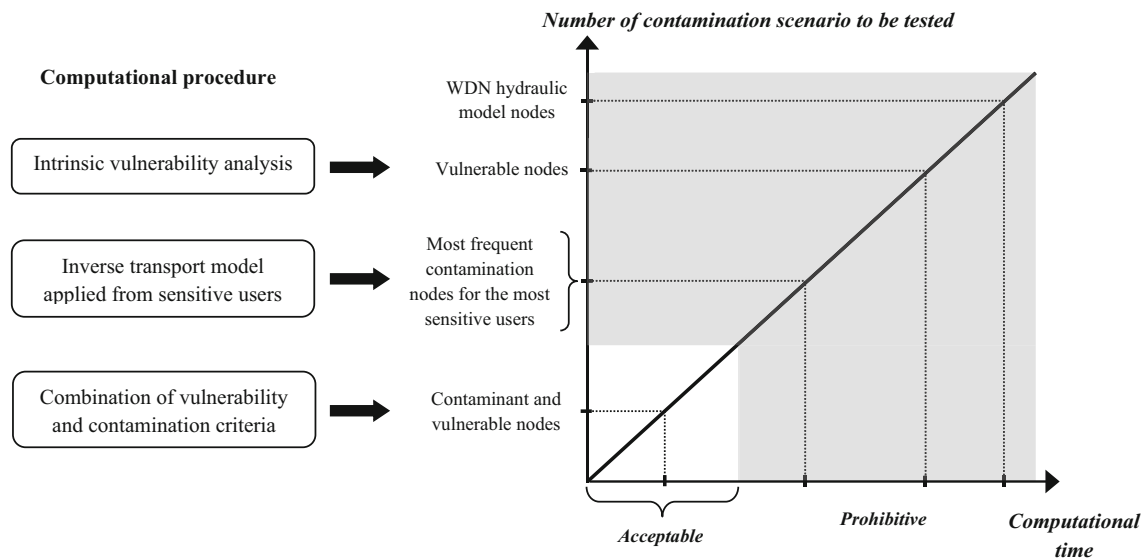 Number of contamination scenario to be tested
Computational procedure
WDN hydraulic
model nodes
Intrinsic vulnerability analysis
Vulnerable nodes
Inverse transport model
applied from sensitive users
Most frequent
contamination
nodes for the most
sensitive users
Combination of vulnerability
and contamination criteria
Contaminant and
vulnerable nodes
Acceptable
Prohibitive
Computational
time